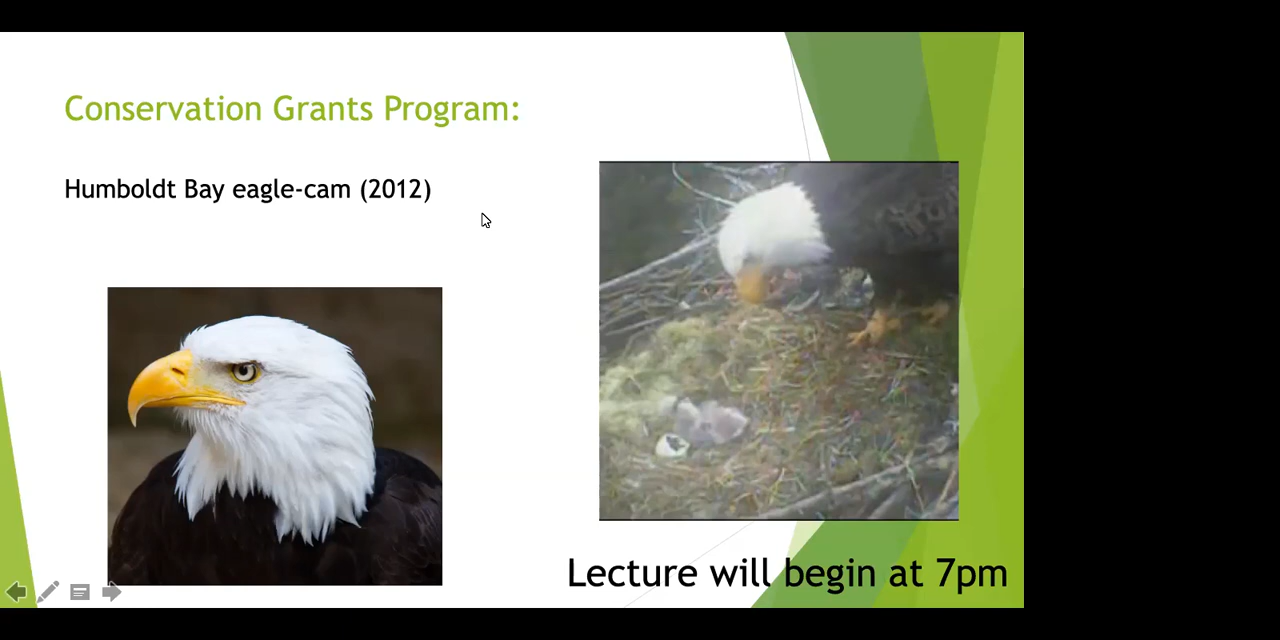 Conservation Grants Program:
Humboldt Bay eagle-cam (2012)
Lecture will begin at 7pm